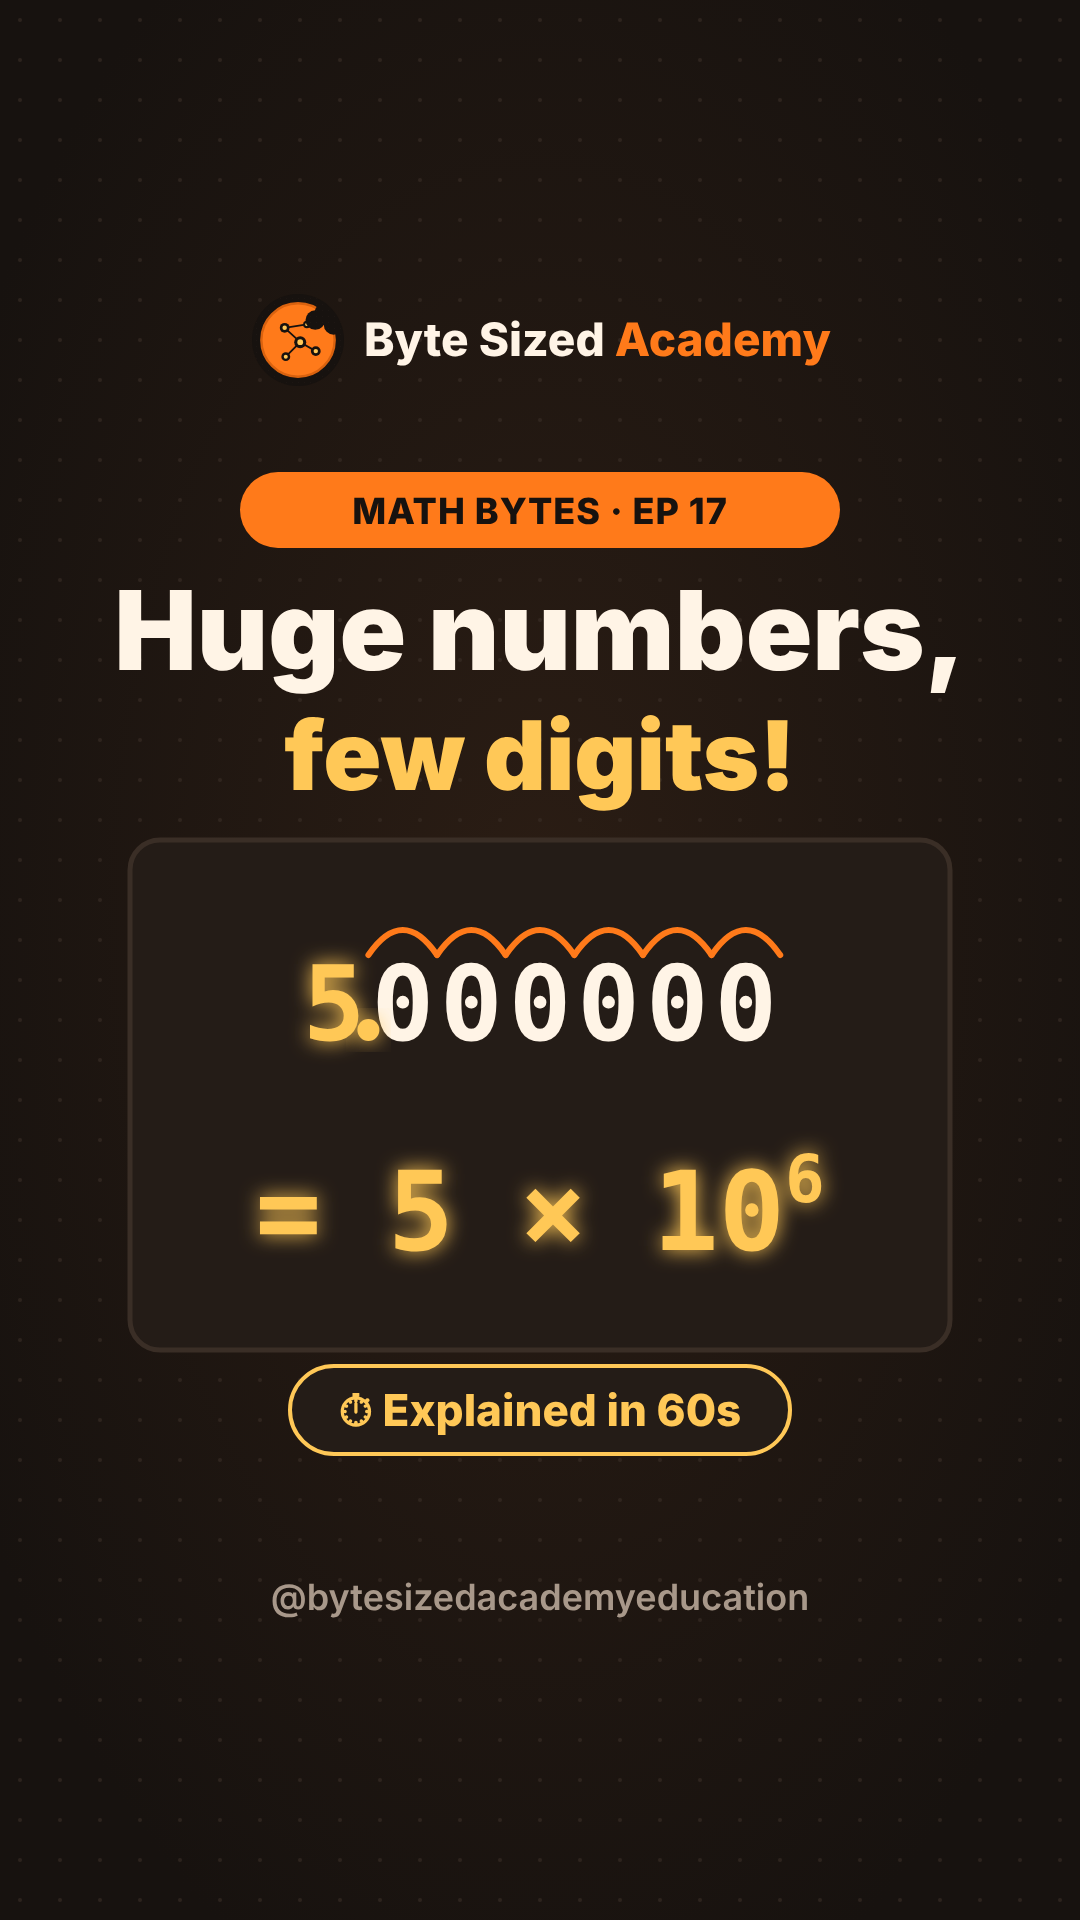 Byte Sized Academy
MATH BYTES · EP 17
Huge numbers,
few digits!
5.000000
= 5 × 10⁶
⏱ Explained in 60s
@bytesizedacademyeducation